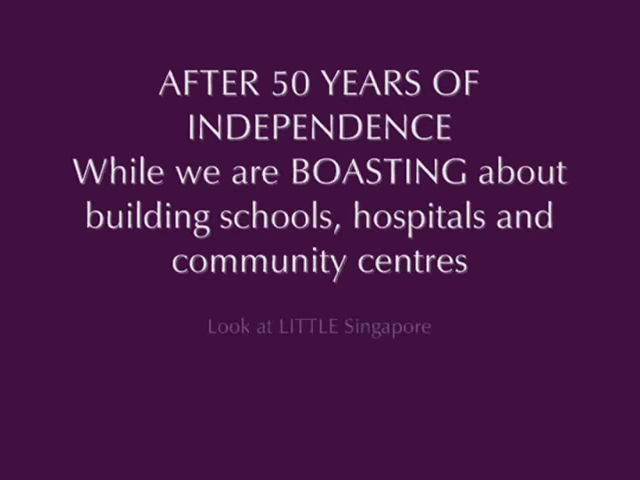 AFTER 50 YEARS OF
INDEPENDENCE
While we are BOASTING about
building schools, hospitals and
community centres
Look at LITTLE Singapore